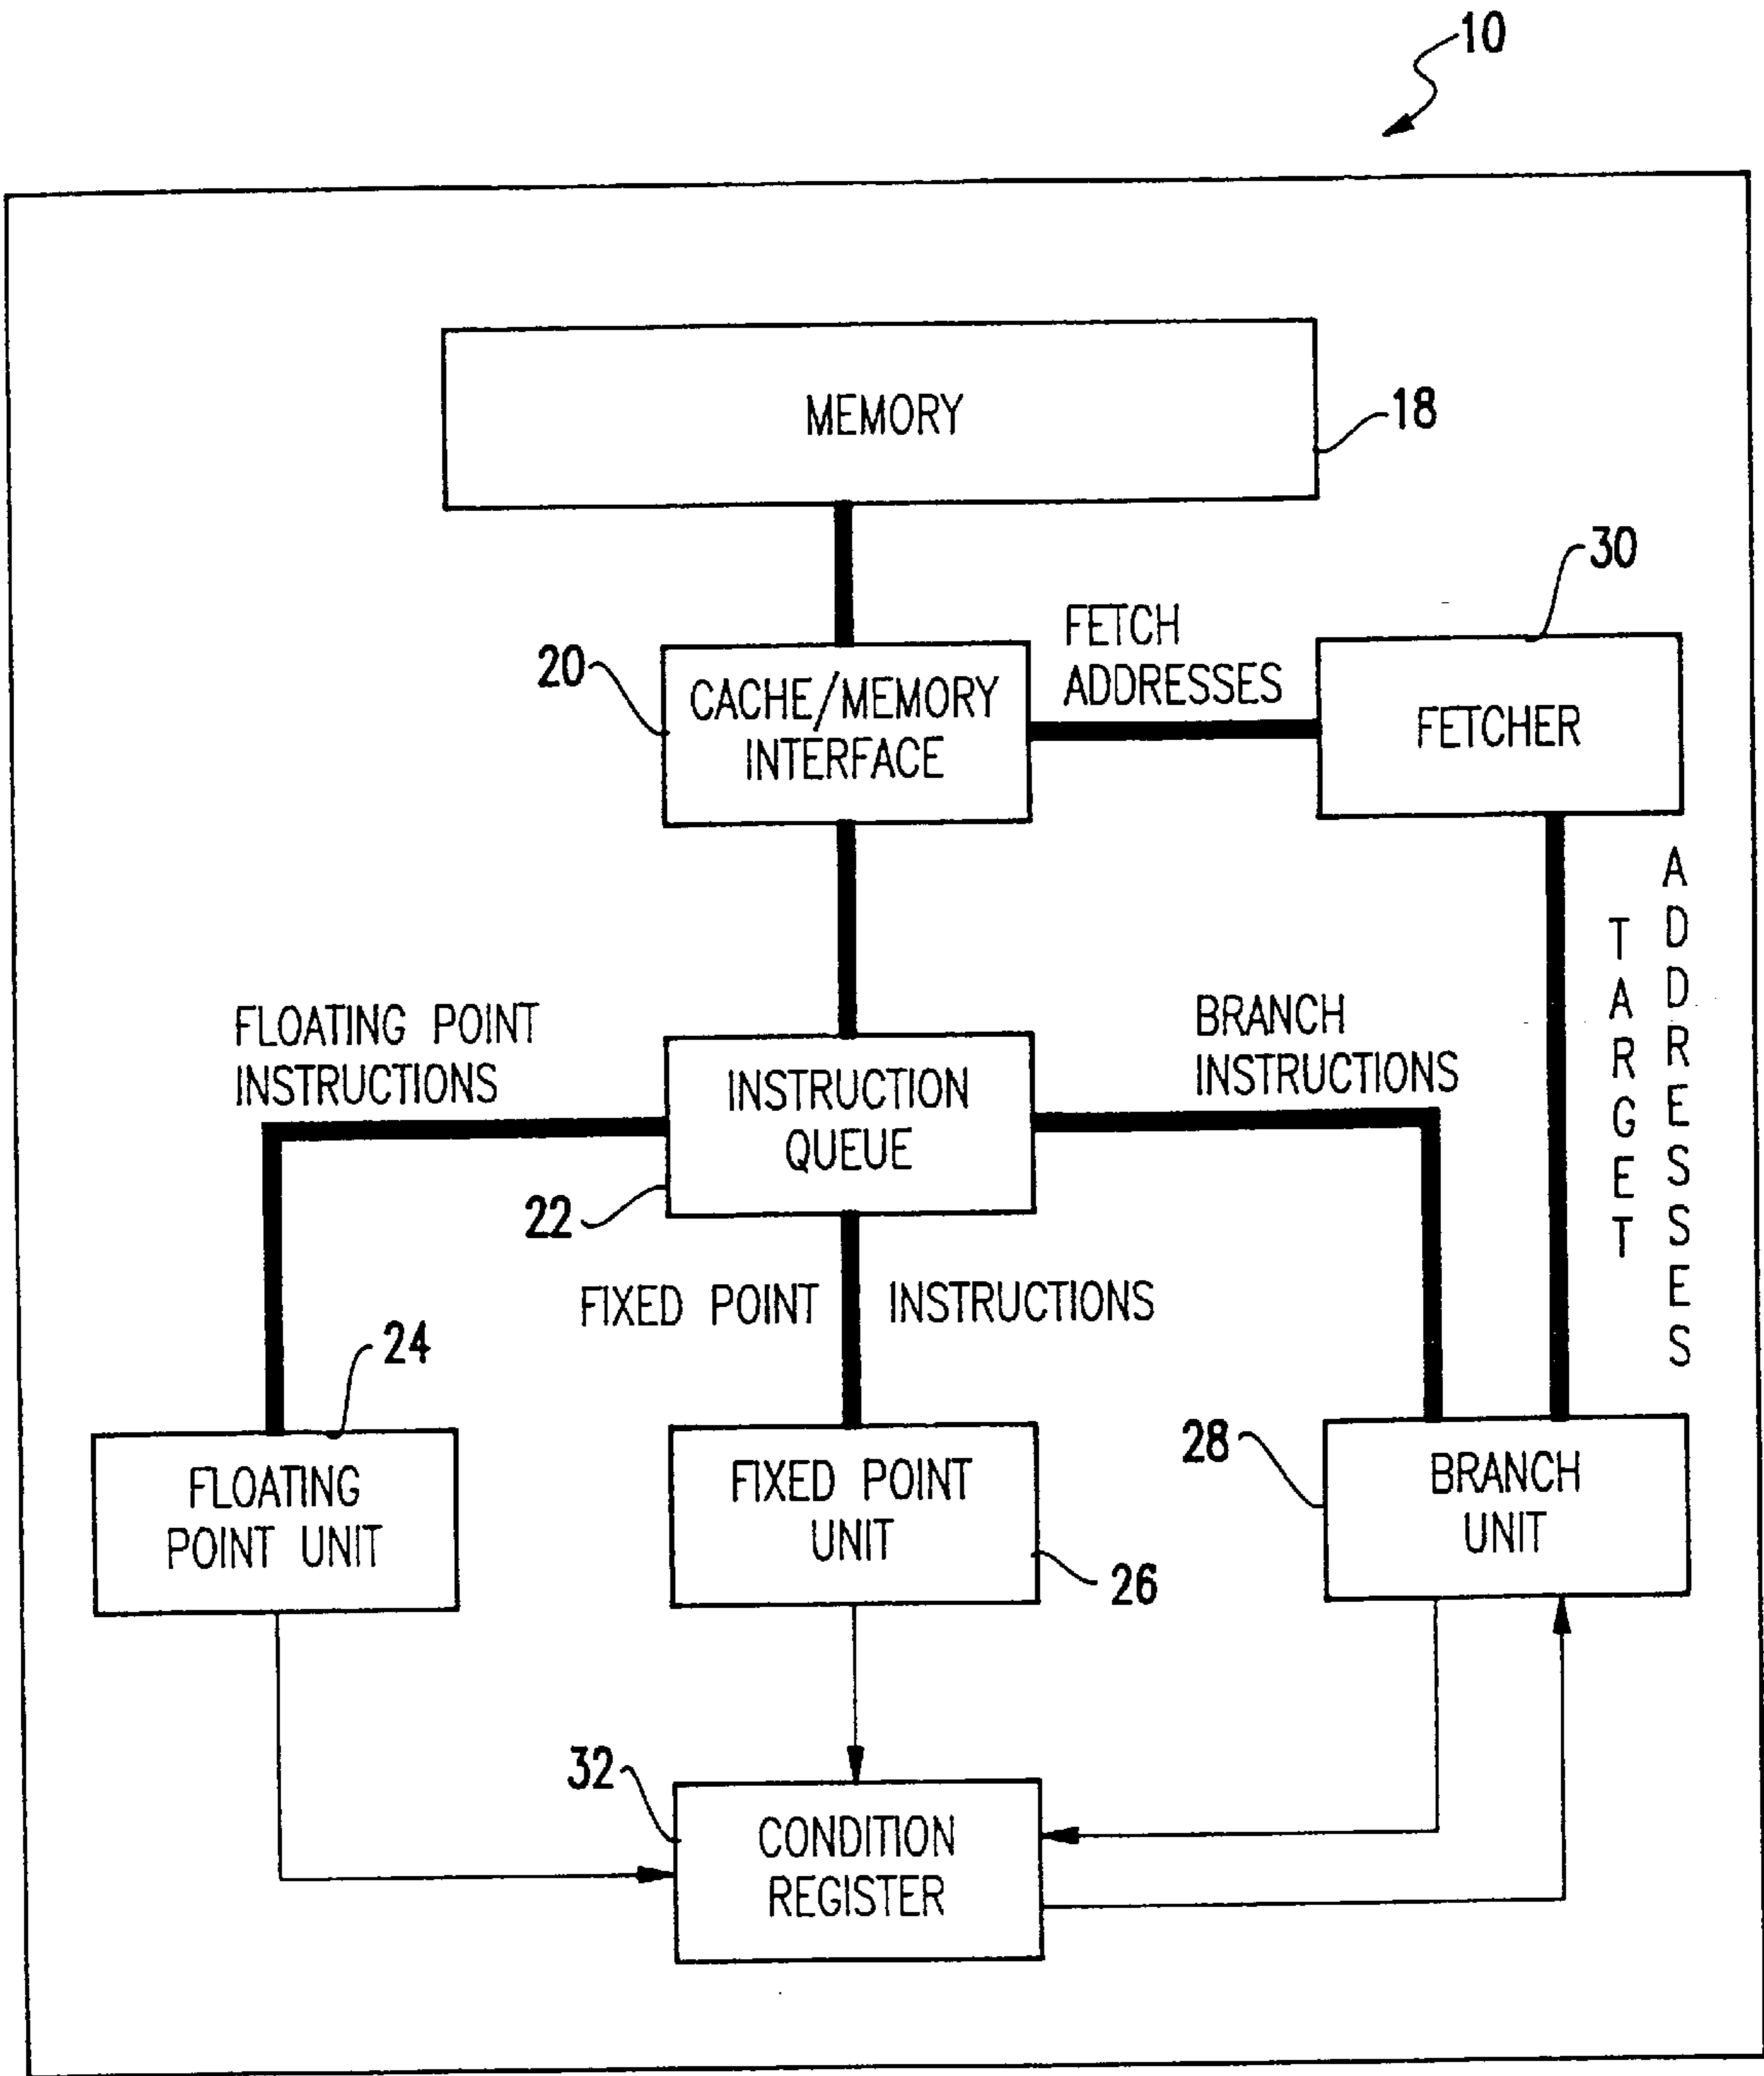 10
MEMORY
18
30
FETCH
ADDRESSES
20
CACHE/MEMORY
INTERFACE
FETCHER
TARGET
ADDRESSES
FLOATING POINT
INSTRUCTIONS
BRANCH
INSTRUCTIONS
INSTRUCTION
QUEUE
22
FIXED POINT INSTRUCTIONS
24
28
FLOATING
POINT UNIT
FIXED POINT
UNIT
26
BRANCH
UNIT
32
CONDITION
REGISTER